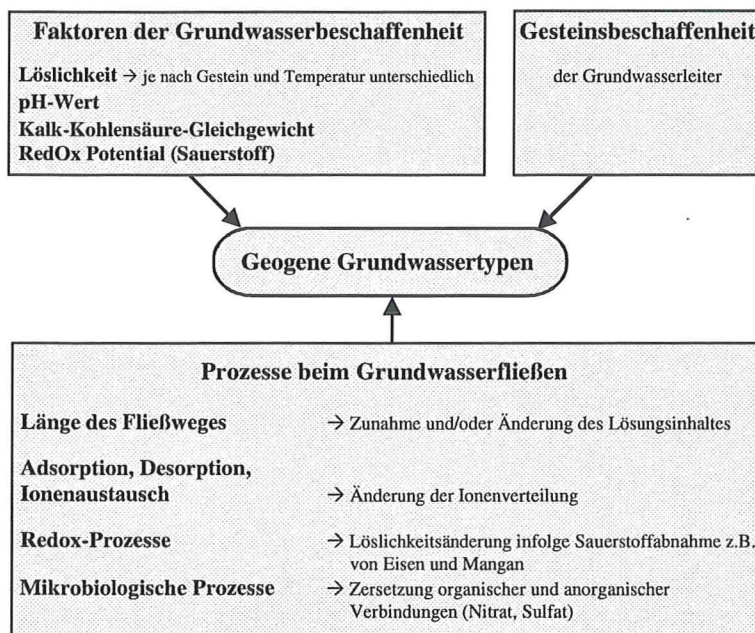 Faktoren der Grundwasserbeschaffenheit
Löslichkeit → je nach Gestein und Temperatur unterschiedlich
pH-Wert
Kalk-Kohlensäure-Gleichgewicht
RedOx Potential (Sauerstoff)
Gesteinsbeschaffenheit
der Grundwasserleiter
Geogene Grundwassertypen
Prozesse beim Grundwasserfließen
Länge des Fließweges → Zunahme und/oder Änderung des Lösungsinhaltes
Adsorption, Desorption,
Ionenaustausch → Änderung der Ionenverteilung
Redox-Prozesse → Löslichkeitsänderung infolge Sauerstoffabnahme z.B.
von Eisen und Mangan
Mikrobiologische Prozesse → Zersetzung organischer und anorganischer
Verbindungen (Nitrat, Sulfat)